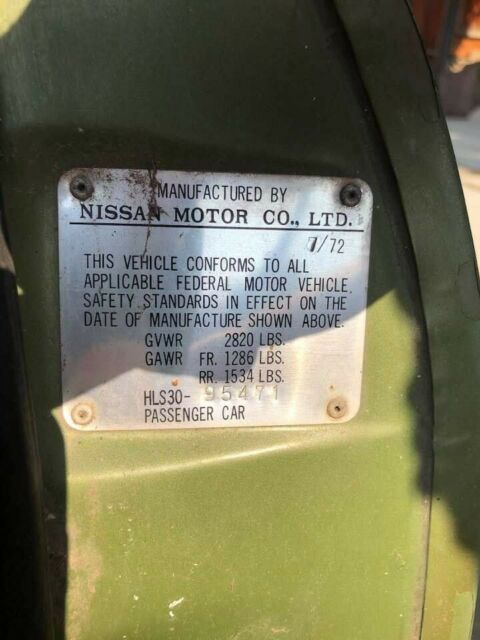 MANUFACTURED BY
NISSAN MOTOR CO., LTD.
7/72
THIS VEHICLE CONFORMS TO ALL
APPLICABLE FEDERAL MOTOR VEHICLE
SAFETY STANDARDS IN EFFECT ON THE
DATE OF MANUFACTURE SHOWN ABOVE.
GVWR 2820 LBS.
GAWR FR. 1286 LBS.
RR. 1534 LBS.
HLS30- 95471
PASSENGER CAR